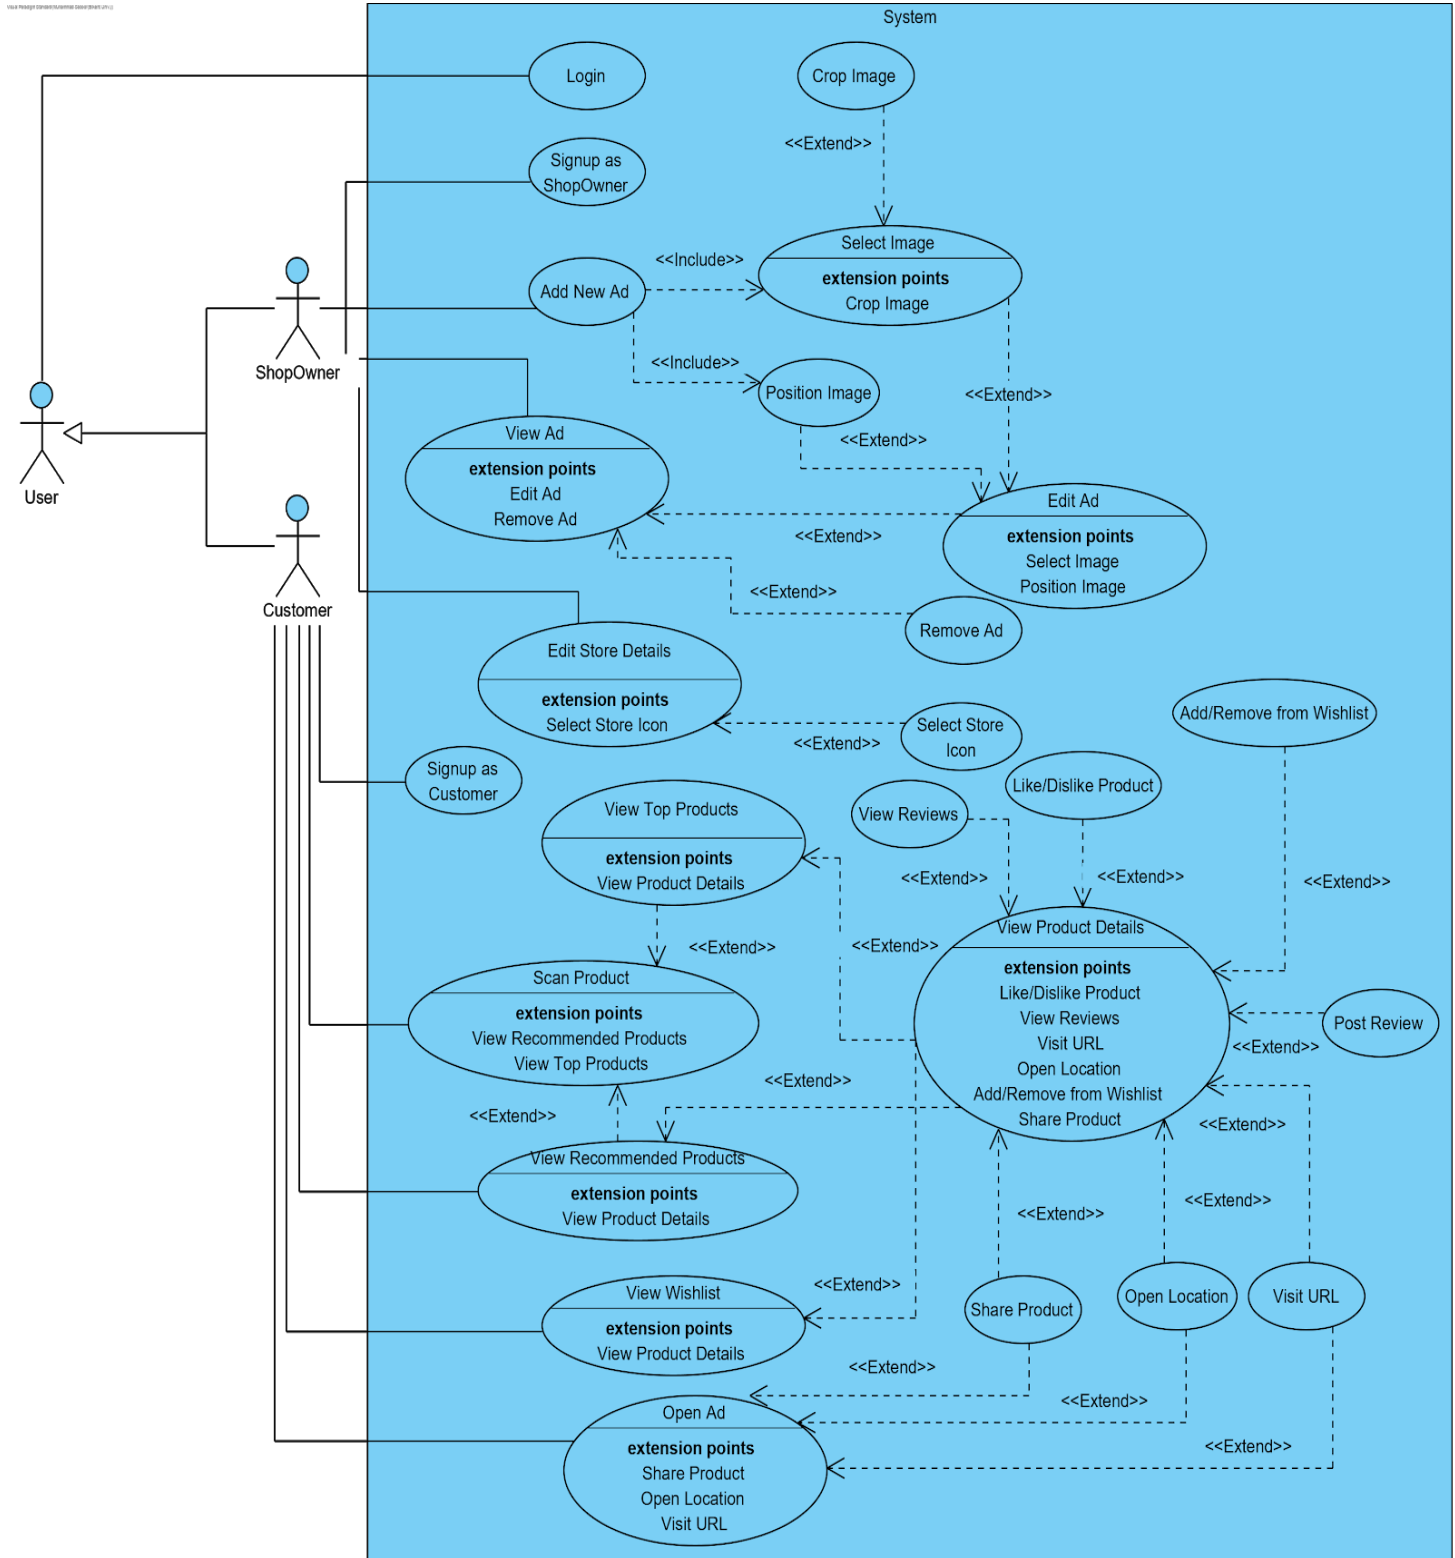 System
Login
Crop Image
<<Extend>>
Signup as
ShopOwner
Select Image
extension points
Crop Image
<<Include>>
Add New Ad
ShopOwner
<<Include>>
Position Image
<<Extend>>
<<Extend>>
User
View Ad
extension points
Edit Ad
Remove Ad
Edit Ad
extension points
Select Image
Position Image
<<Extend>>
<<Extend>>
Remove Ad
Customer
Edit Store Details
extension points
Select Store Icon
<<Extend>>
Select Store
Icon
Add/Remove from Wishlist
Signup as
Customer
View Top Products
extension points
View Product Details
View Reviews
Like/Dislike Product
<<Extend>>
<<Extend>>
<<Extend>>
<<Extend>>
<<Extend>>
Scan Product
extension points
View Recommended Products
View Top Products
View Product Details
extension points
Like/Dislike Product
View Reviews
Visit URL
Open Location
Add/Remove from Wishlist
Share Product
Post Review
<<Extend>>
<<Extend>>
<<Extend>>
<<Extend>>
View Recommended Products
extension points
View Product Details
<<Extend>>
<<Extend>>
View Wishlist
extension points
View Product Details
<<Extend>>
Share Product
Open Location
Visit URL
<<Extend>>
<<Extend>>
<<Extend>>
Open Ad
extension points
Share Product
Open Location
Visit URL